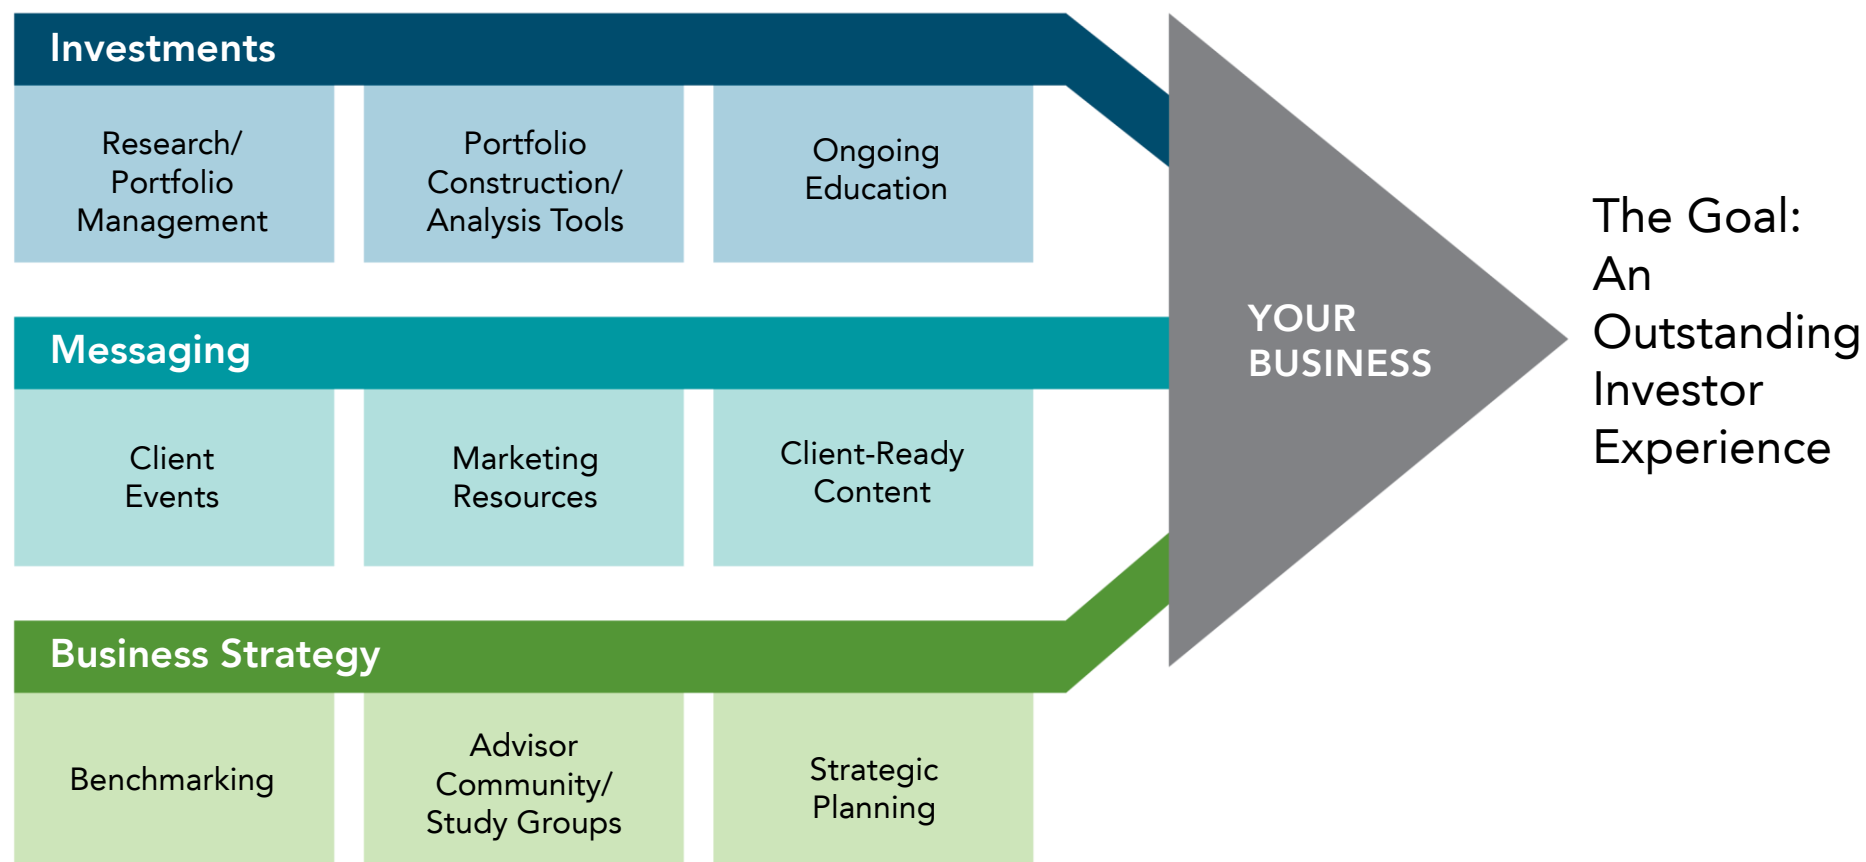 Investments
Research/
Portfolio
Management
Portfolio
Construction/
Analysis Tools
Ongoing
Education
Messaging
Client
Events
Marketing
Resources
Client-Ready
Content
Business Strategy
Benchmarking
Advisor
Community/
Study Groups
Strategic
Planning
YOUR
BUSINESS
The Goal:
An
Outstanding
Investor
Experience